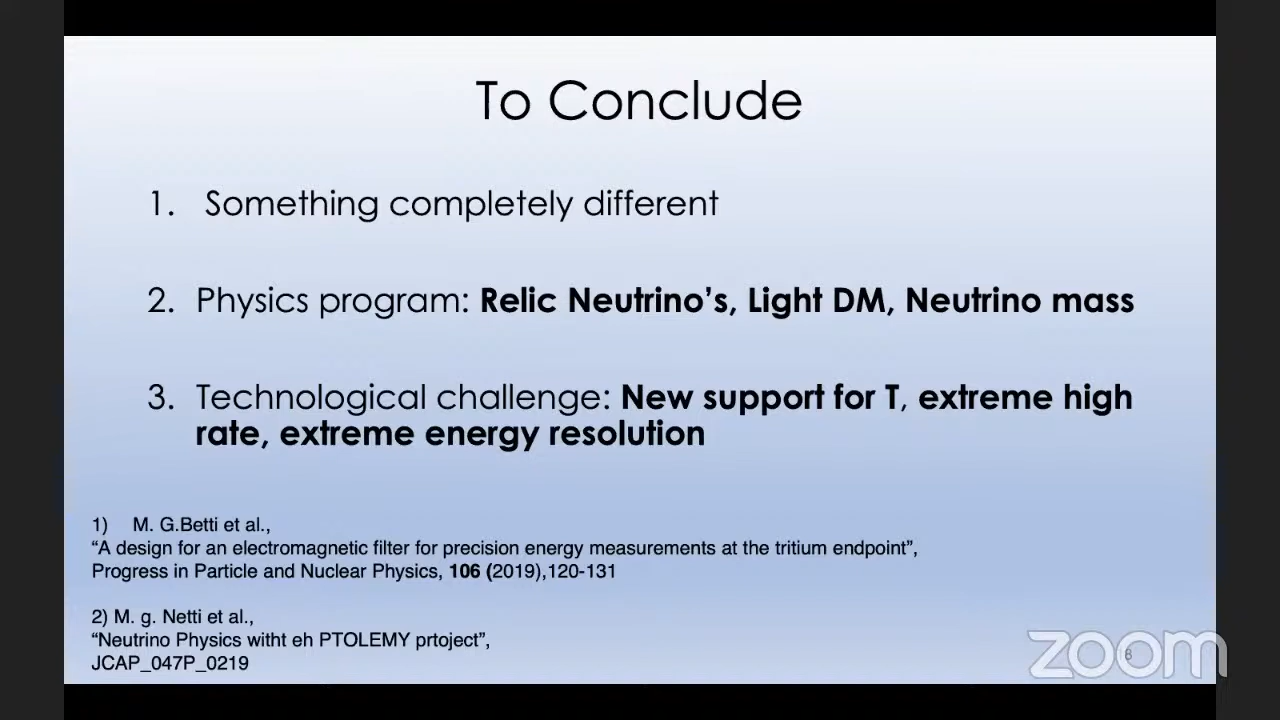 To Conclude
1. Something completely different
2. Physics program: Relic Neutrino's, Light DM, Neutrino mass
3. Technological challenge: New support for T, extreme high
rate, extreme energy resolution
1) M. G.Betti et al.,
“A design for an electromagnetic filter for precision energy measurements at the tritium endpoint”,
Progress in Particle and Nuclear Physics, 106 (2019),120-131
2) M. g. Netti et al.,
“Neutrino Physics witht eh PTOLEMY prtoject”,
JCAP_047P_0219
zoom